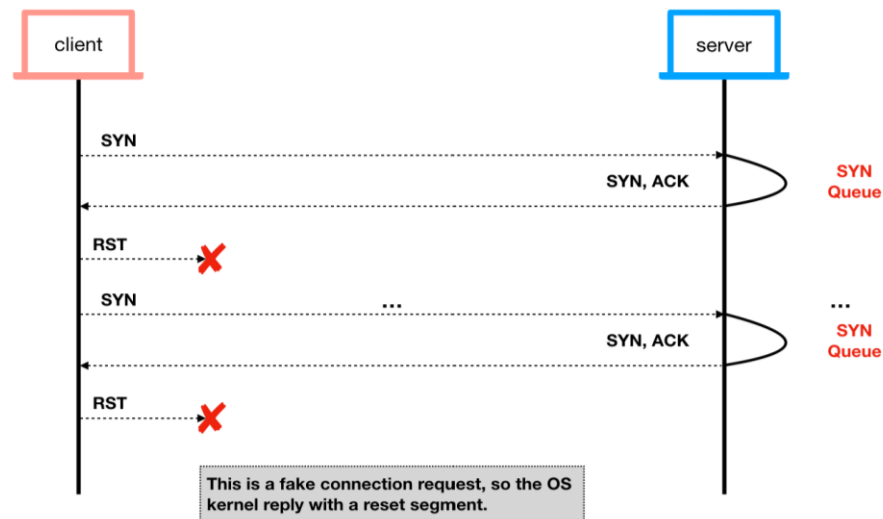 client
server
SYN
SYN, ACK
SYN
Queue
RST
SYN
...
...
SYN, ACK
SYN
Queue
RST
This is a fake connection request, so the OS
kernel reply with a reset segment.